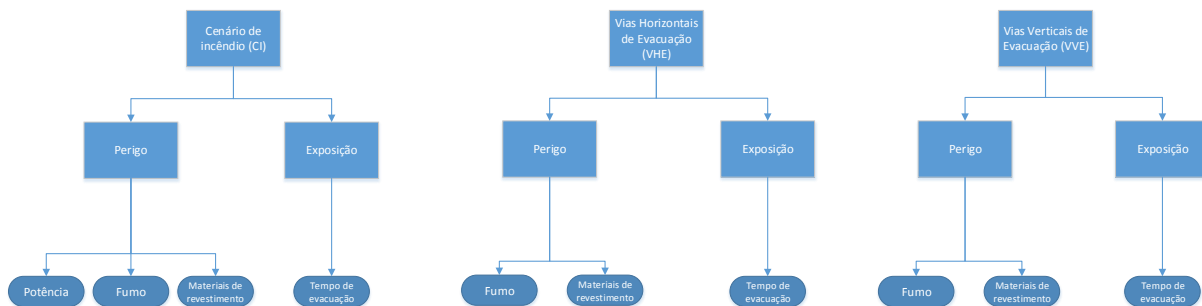 Cenário de
incêndio (CI)
Vias Horizontais
de Evacuação
(VHE)
Vias Verticais de
Evacuação (VVE)
Perigo
Exposição
Perigo
Exposição
Perigo
Exposição
Potência
Fumo
Materiais de
revestimento
Tempo de
evacuação
Fumo
Materiais de
revestimento
Tempo de
evacuação
Fumo
Materiais de
revestimento
Tempo de
evacuação